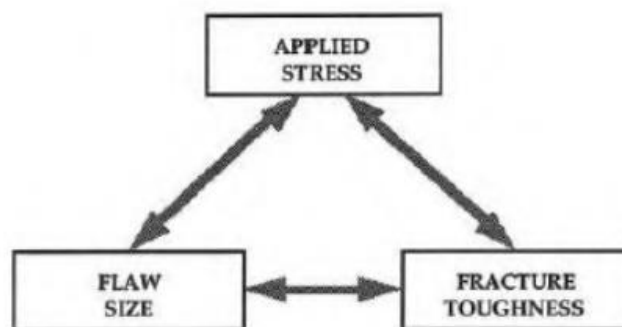 APPLIED
STRESS
FLAW
SIZE
FRACTURE
TOUGHNESS